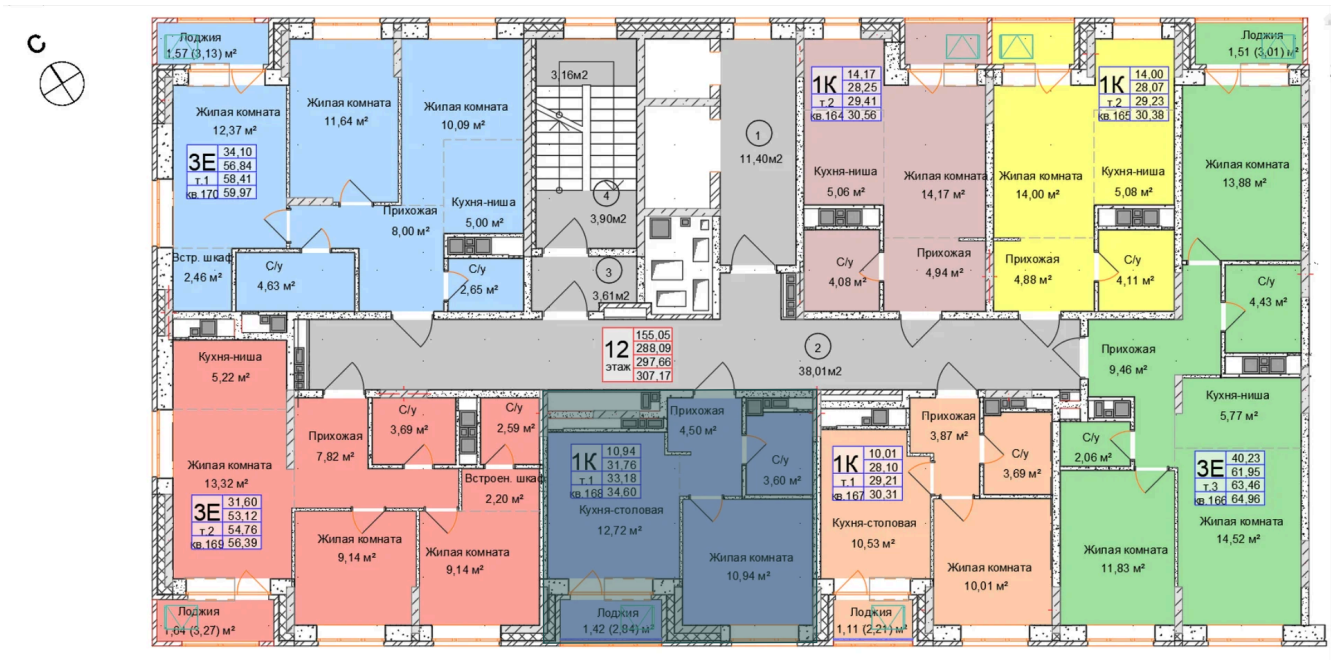 С
Лоджия
1,57 (3,13) м²
Жилая комната
12,37 м²
3Е
34,10
56,84
т.1
58,41
кв.170
59,97
Жилая комната
11,64 м²
Жилая комната
10,09 м²
Прихожая
8,00 м²
Кухня-ниша
5,00 м²
Встр. шкаф
2,46 м²
С/у
4,63 м²
С/у
2,65 м²
3,16м2
4
3,90м2
3
3,61м2
1
11,40м2
1К
14,17
28,25
т.2
29,41
кв.164
30,56
Кухня-ниша
5,06 м²
Жилая комната
14,17 м²
С/у
4,08 м²
Прихожая
4,94 м²
1К
14,00
28,07
т.2
29,23
кв.165
30,38
Жилая комната
14,00 м²
Кухня-ниша
5,08 м²
Прихожая
4,88 м²
С/у
4,11 м²
Лоджия
1,51 (3,01) м²
Жилая комната
13,88 м²
С/у
4,43 м²
Прихожая
9,46 м²
Кухня-ниша
5,77 м²
С/у
2,06 м²
3Е
40,23
61,95
т.3
63,46
кв.166
64,96
Жилая комната
14,52 м²
Жилая комната
11,83 м²
12
этаж
155,05
288,09
297,66
307,17
2
38,01м2
Кухня-ниша
5,22 м²
Жилая комната
13,32 м²
3Е
31,60
53,12
т.2
54,76
кв.169
56,39
Прихожая
7,82 м²
С/у
3,69 м²
С/у
2,59 м²
Встроен. шкаф
2,20 м²
Жилая комната
9,14 м²
Жилая комната
9,14 м²
Лоджия
1,64 (3,27) м²
1К
10,94
31,76
т.1
33,18
кв.168
34,60
Прихожая
4,50 м²
С/у
3,60 м²
Кухня-столовая
12,72 м²
Жилая комната
10,94 м²
Лоджия
1,42 (2,84) м²
1К
10,01
28,10
т.1
29,21
кв.167
30,31
Прихожая
3,87 м²
С/у
3,69 м²
Кухня-столовая
10,53 м²
Жилая комната
10,01 м²
Лоджия
1,11 (2,21) м²